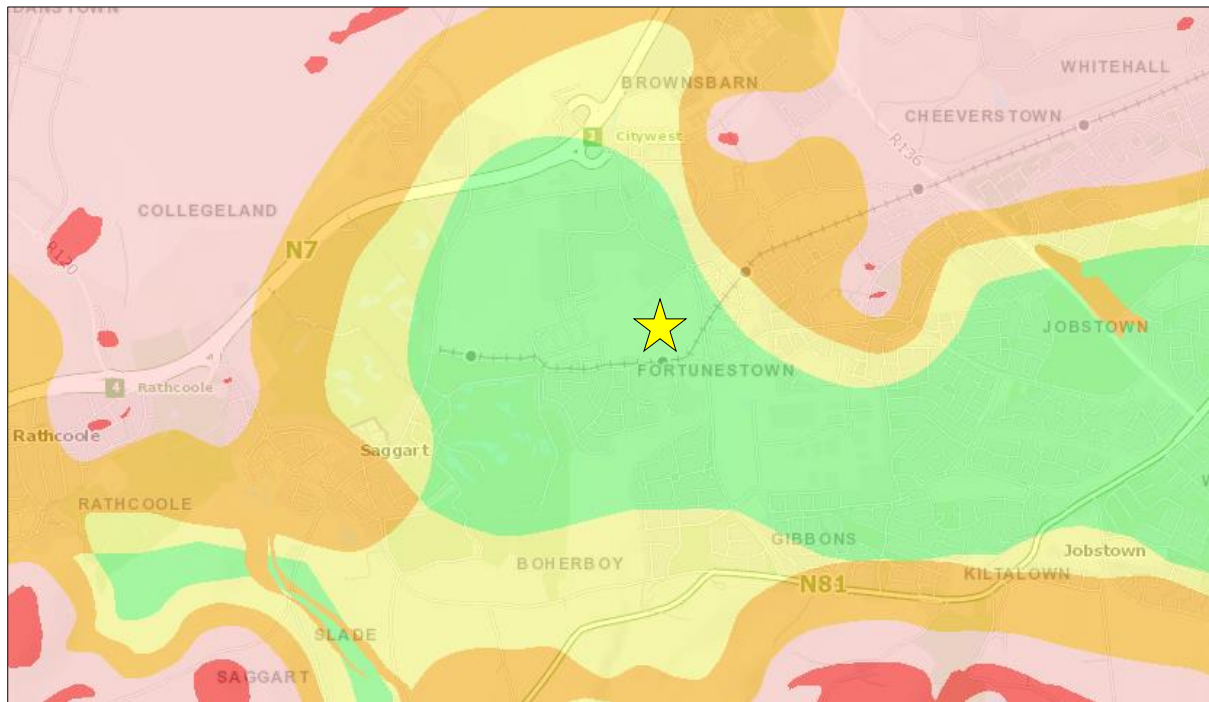 BROWNSBARN
WHITEHALL
CHEEVERSTOWN
3
Citywest
R136
COLLEGELAND
N7
R120
JOBSTOWN
FORTUNESTOWN
4
Rathcoole
Rathcoole
Saggart
RATHCOOLE
GIBBONS
Jobstown
BOHERBOY
KILTALOWN
N81
SLADE
SAGGART